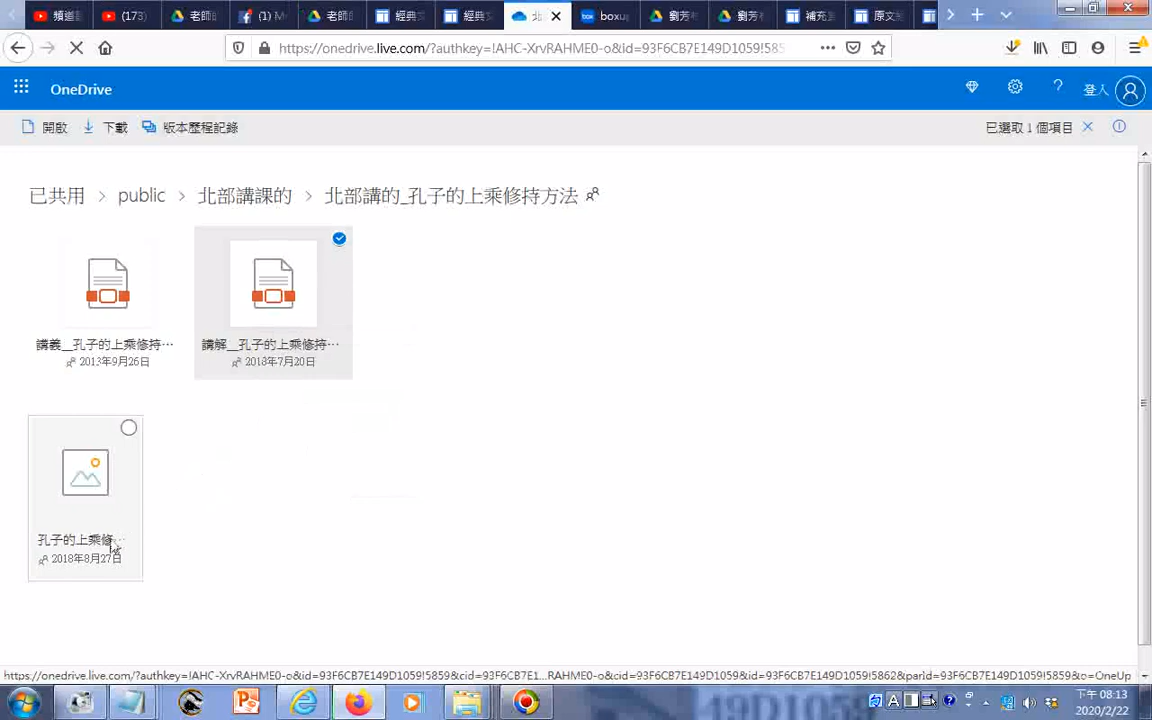 頻道
(173)
老師
(1) M
老師
經典
經典
北
boxu
劉芳
劉芳
補充
原文
https://onedrive.live.com/?authkey=!AHC-XrvRAHME0-o&id=93F6CB7E149D1059!585
OneDrive
登入
開啟
下載
版本歷程記錄
已選取 1 個項目
已共用 > public > 北部講課的 > 北部講的_孔子的上乘修持方法
講義__孔子的上乘修持…
2013年9月26日
講解__孔子的上乘修持…
2018年7月20日
孔子的上乘修…
2018年8月27日
https://onedrive.live.com/?authkey=!AHC-XrvRAHME0-o&id=93F6CB7E149D1059!5859&cid=93F6CB7E1...RAHME0-o&id=93F6CB7E149D1059!5862&parId=93F6CB7E149D1059!5859&o=OneUp
下午 08:13
2020/2/22